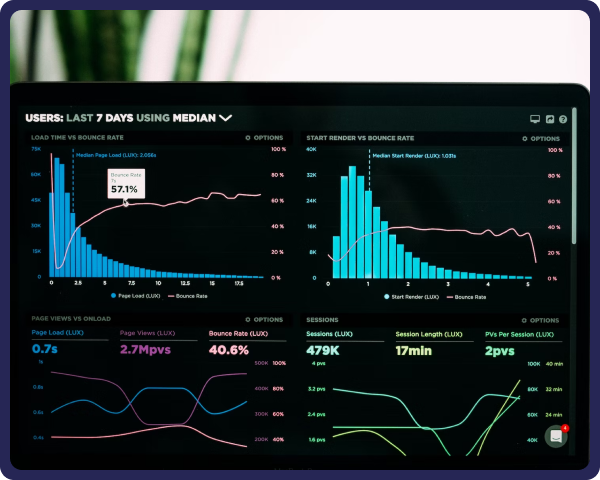 USERS: LAST 7 DAYS USING MEDIAN
LOAD TIME VS BOUNCE RATE
OPTIONS
75K
60K
45K
30K
15K
0
Median Page Load (LUX): 2.056s
Bounce Rate
7s
57.1%
100 %
80 %
60 %
40 %
20 %
0 %
0 2.5 5 7.5 10 12.5 15 17.5
Page Load (LUX) Bounce Rate
START RENDER VS BOUNCE RATE
OPTIONS
40K
32K
24K
16K
8K
0
Median Start Render (LUX): 1.031s
100 %
80 %
60 %
40 %
20 %
0 %
0 1 2 3 4 5
Start Render (LUX) Bounce Rate
PAGE VIEWS VS ONLOAD
OPTIONS
Page Load (LUX) Page Views (LUX) Bounce Rate (LUX)
0.7s 2.7Mpvs 40.6%
1s 500K 100%
0.8s 400K 80%
0.6s 300K 60%
0.4s 200K 40%
SESSIONS
OPTIONS
Sessions (LUX) Session Length (LUX) PVs Per Session (LUX)
479K 17min 2pvs
4 pvs 100K 40 min
3.2 pvs 80K 32 min
2.4 pvs 60K 24 min
1.6 pvs 40K
4